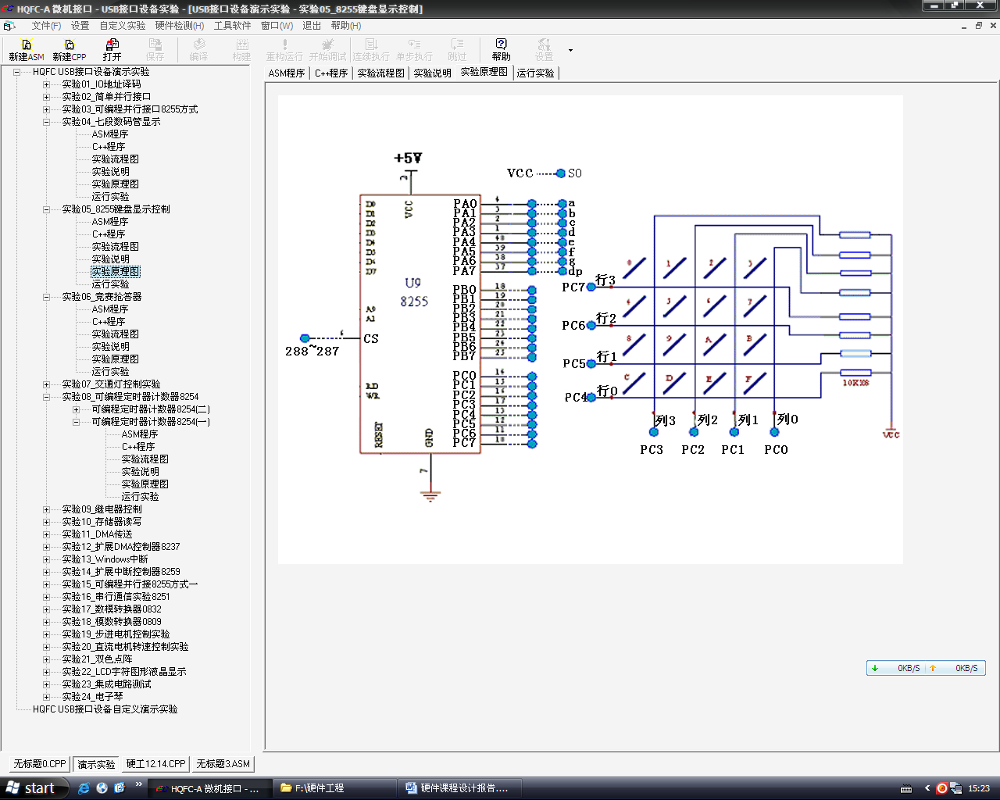 HQFC-A 微机接口 - USB接口设备实验 - [USB接口设备演示实验 - 实验05_8255键盘显示控制]
文件(F) 设置 自定义实验 硬件检测(H) 工具软件 窗口(W) 退出 帮助(H)
新建ASM 新建CPP 打开 保存 编译 构建 重构运行 开始调试 连续执行 单步执行 跳过 帮助 设置
ASM程序 C++程序 实验流程图 实验说明 实验原理图 运行实验
HQFC USB接口设备演示实验
实验01_IO地址译码
实验02_简单并行接口
实验03_可编程并行接口8255方式
实验04_七段数码管显示
ASM程序
C++程序
实验流程图
实验说明
实验原理图
运行实验
实验05_8255键盘显示控制
ASM程序
C++程序
实验流程图
实验说明
实验原理图
运行实验
实验06_竞赛抢答器
ASM程序
C++程序
实验流程图
实验说明
实验原理图
运行实验
实验07_交通灯控制实验
实验08_可编程定时器计数器8254
可编程定时器计数器8254(二)
可编程定时器计数器8254(一)
ASM程序
C++程序
实验流程图
实验说明
实验原理图
运行实验
实验09_继电器控制
实验10_存储器读写
实验11_DMA传送
实验12_扩展DMA控制器8237
实验13_Windows中断
实验14_扩展中断控制器8259
实验15_可编程并行接8255方式一
实验16_串行通信实验8251
实验17_数模转换器0832
实验18_模数转换器0809
实验19_步进电机控制实验
实验20_直流电机转速控制实验
实验21_双色点阵
实验22_LCD字符图形液晶显示
实验23_集成电路测试
实验24_电子琴
HQFC USB接口设备自定义演示实验
+5V
2
VCC
VCC S0
D0 PA0 4 a
D1 PA1 3 b
D2 PA2 2 c
D3 PA3 1 d
D4 PA4 40 e
D5 PA5 39 f
D6 PA6 38 g
D7 PA7 37 dp
U9
8255
PB0 18
PB1 19
PB2 20
PB3 21
PB4 22
PB5 23
PB6 24
PB7 25
A0
A1
6 CS
288~287
RD
WR
PC0 14
PC1 15
PC2 16
PC3 17
PC4 13
PC5 12
PC6 11
PC7 10
RESET
GND
7
0 1 2 3
PC7 行3
4 5 6 7
PC6 行2
8 9 A B
PC5 行1
C D E F
PC4 行0
10KX8
列3 列2 列1 列0
PC3 PC2 PC1 PC0
VCC
0KB/S 0KB/S
无标题0.CPP 演示实验 硬工12.14.CPP 无标题3.ASM
start HQFC-A 微机接口 - ... F:\硬件工程 硬件课程设计报告.... 15:23